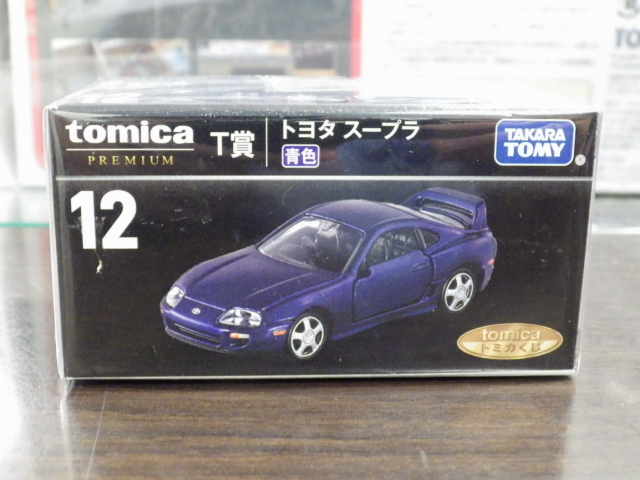 tomica
PREMIUM
T賞
トヨタ スープラ
青色
TAKARA
TOMY
®
12
tomica
トミカくじ
TO